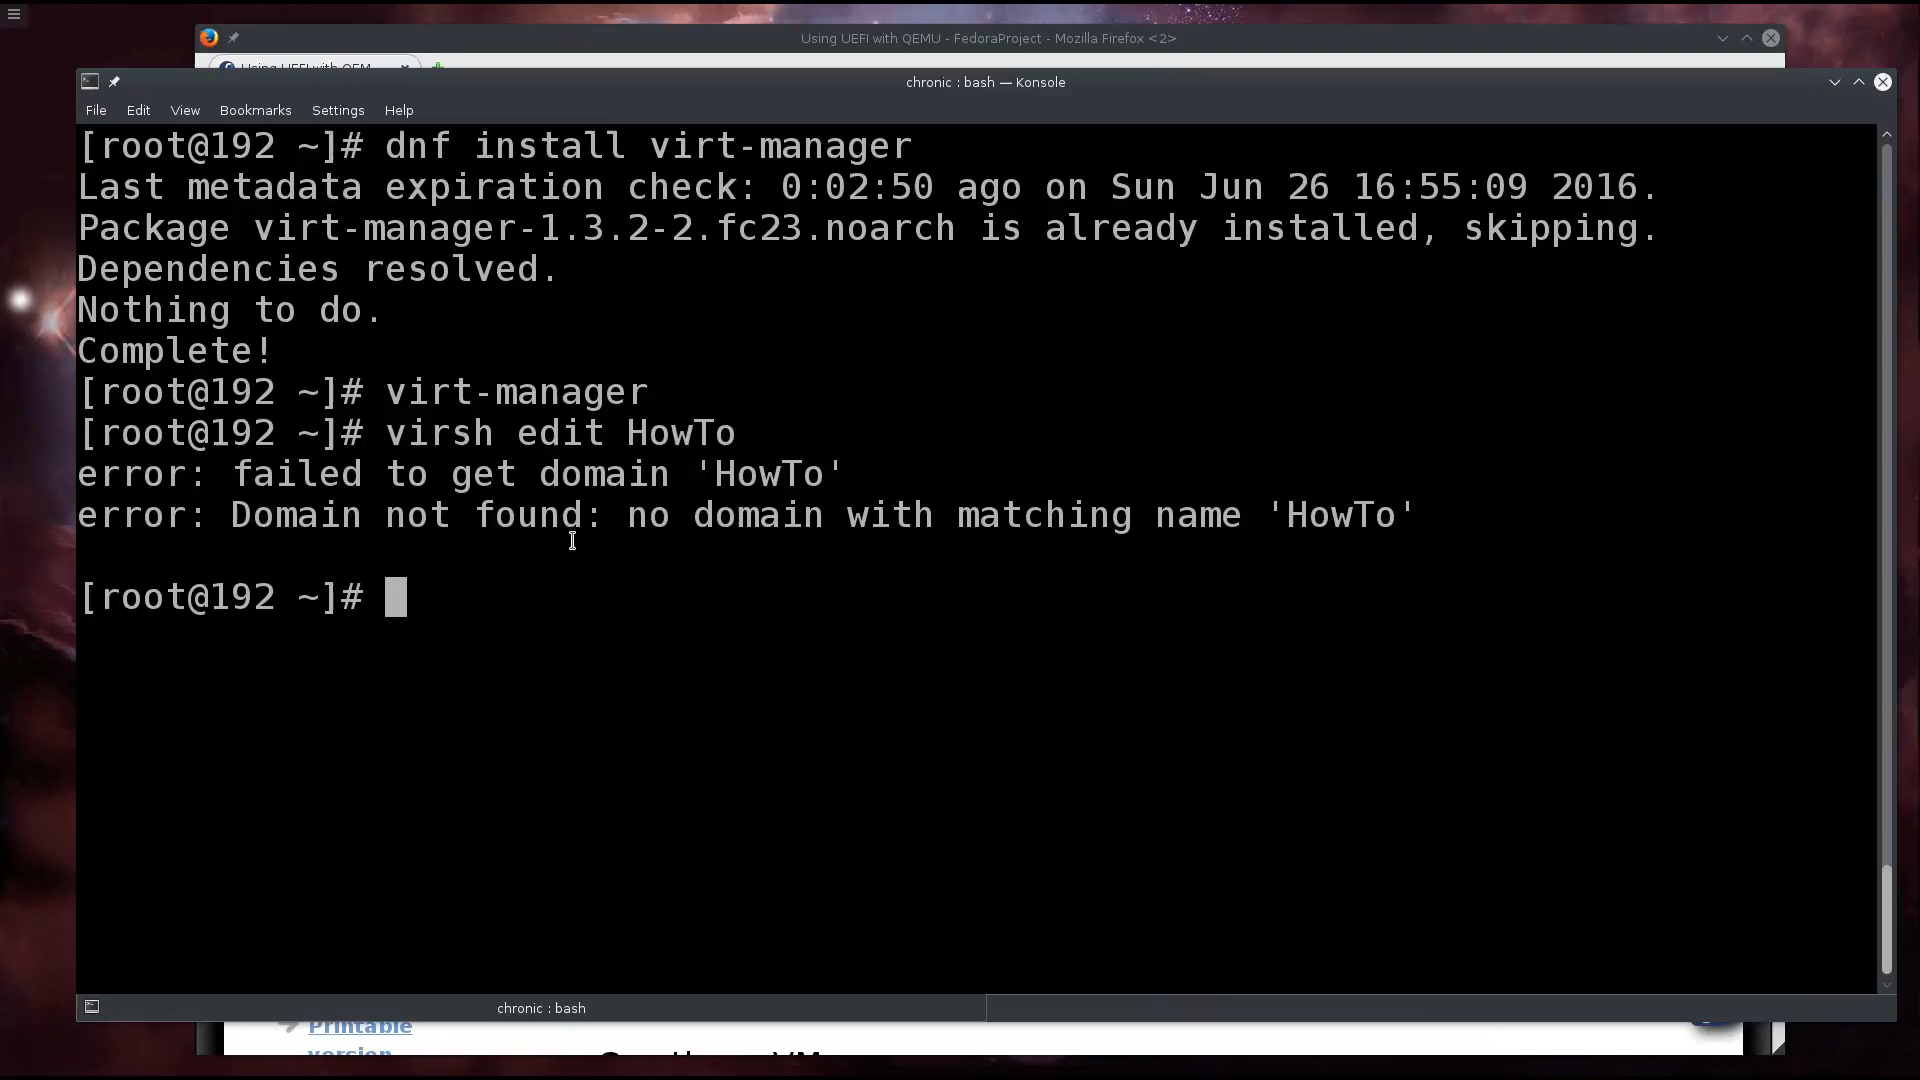 Using UEFI with QEMU - FedoraProject - Mozilla Firefox <2>
Using UEFI with QEM
chronic : bash — Konsole
File Edit View Bookmarks Settings Help
[root@192 ~]# dnf install virt-manager
Last metadata expiration check: 0:02:50 ago on Sun Jun 26 16:55:09 2016.
Package virt-manager-1.3.2-2.fc23.noarch is already installed, skipping.
Dependencies resolved.
Nothing to do.
Complete!
[root@192 ~]# virt-manager
[root@192 ~]# virsh edit HowTo
error: failed to get domain 'HowTo'
error: Domain not found: no domain with matching name 'HowTo'
[root@192 ~]#
chronic : bash
Printable
version
VM